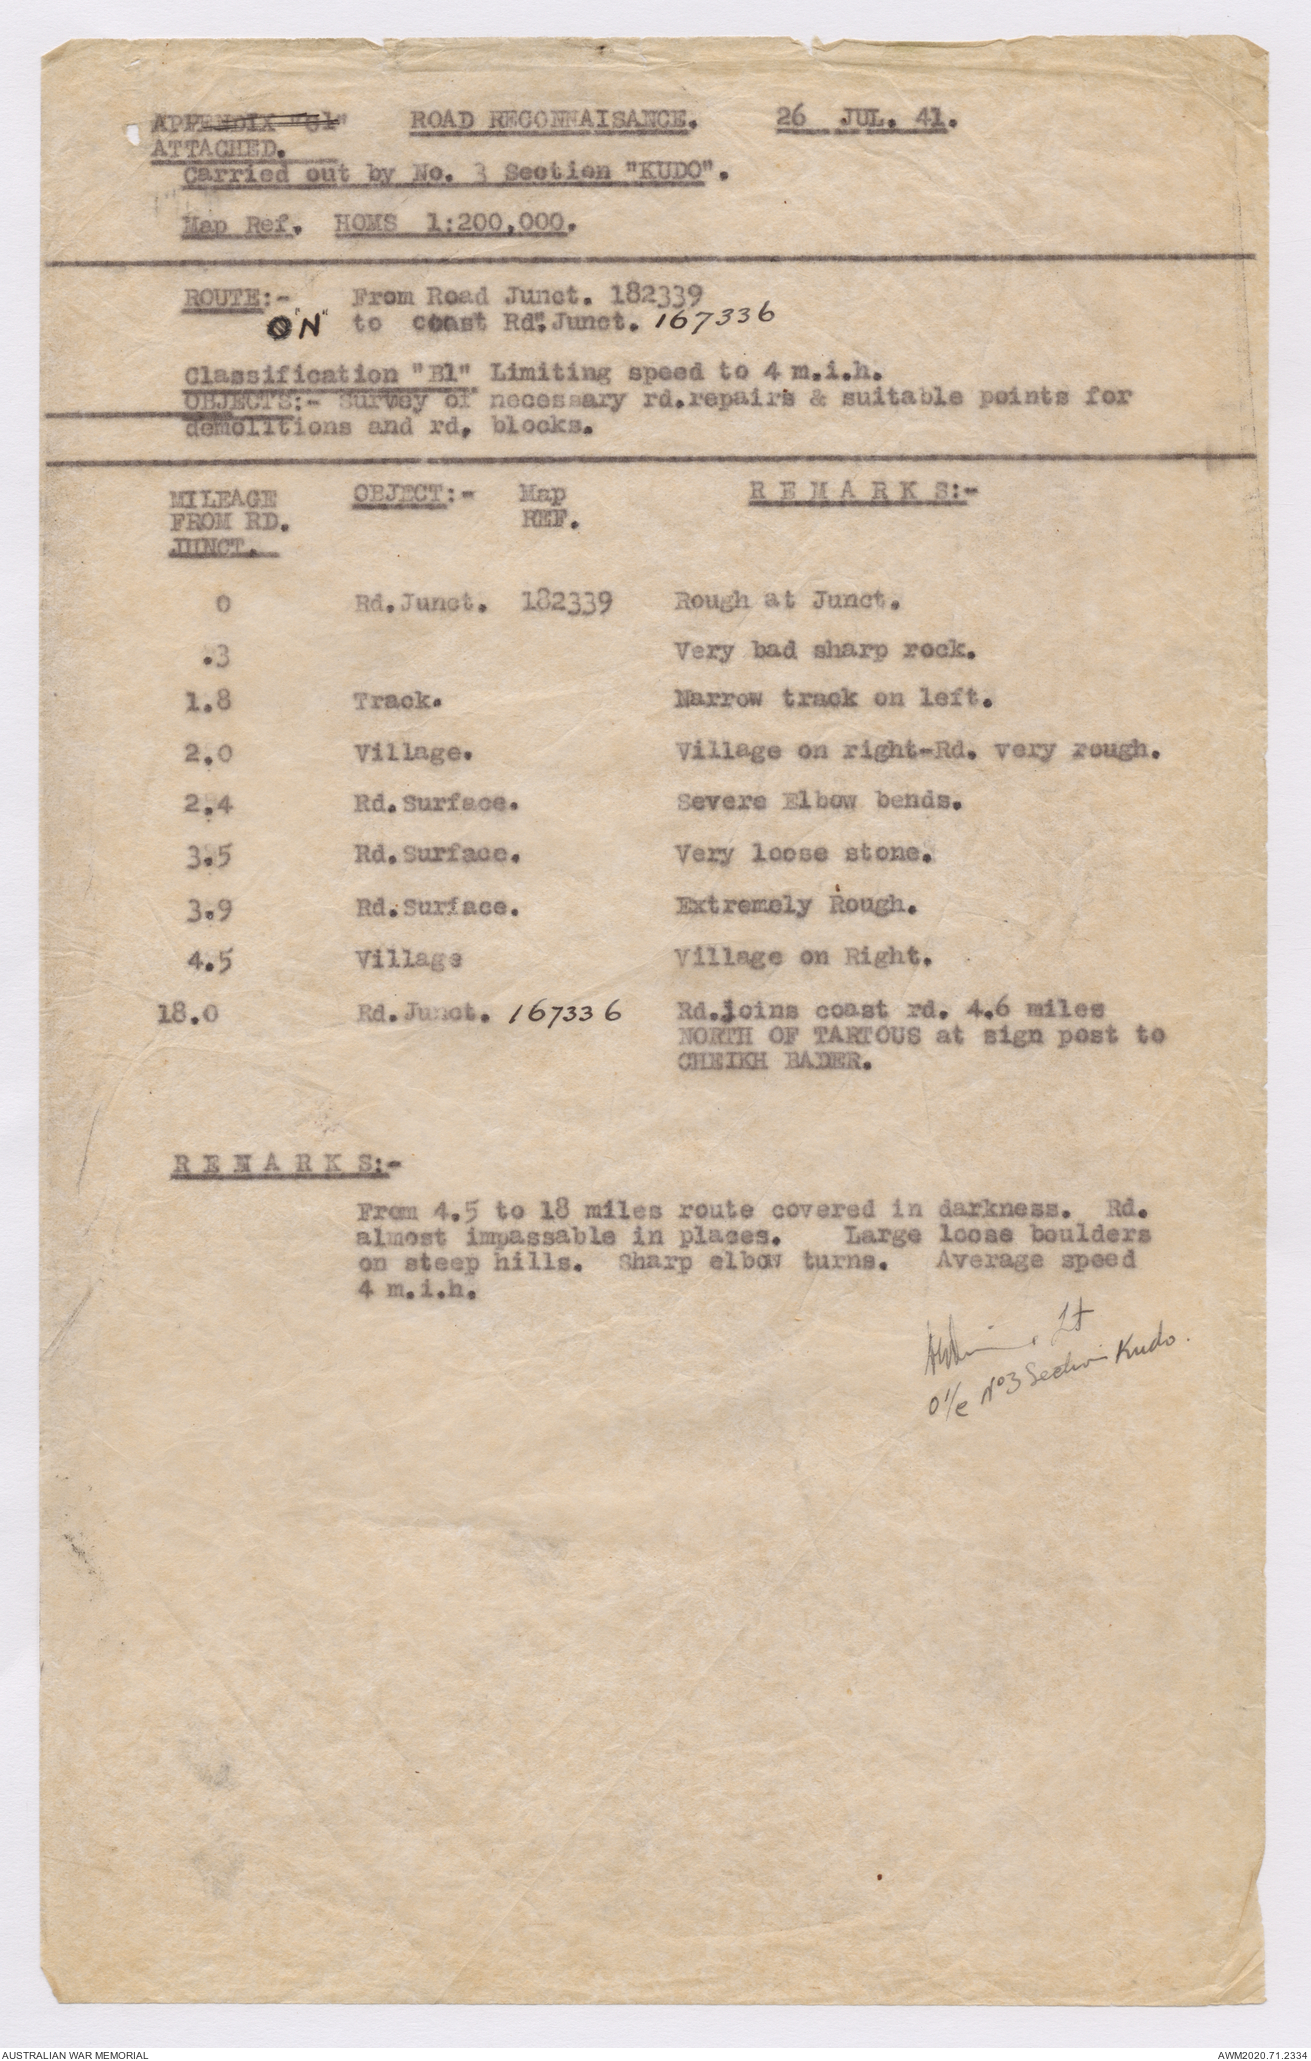 APPENDIX "G1" ROAD RECONNAISANCE. 26 JUL. 41.
ATTACHED.
Carried out by No. 3 Section "KUDO".
Map Ref. HOMS 1:200,000.
ROUTE:- From Road Junct. 182339
"N" to coast Rd. Junct. 167336
Classification "B1" Limiting speed to 4 m.i.h.
OBJECTS:- Survey of necessary rd.repairs & suitable points for
demolitions and rd, blocks.
MILEAGE FROM RD. JUNCT. OBJECT:- Map REF. R E M A R K S:-
0 Rd.Junct. 182339 Rough at Junct.
.3 Very bad sharp rock.
1.8 Track. Narrow track on left.
2.0 Village. Village on right-Rd. very rough.
2.4 Rd.Surface. Severe Elbow bends.
3.5 Rd.Surface. Very loose stone.
3.9 Rd.Surface. Extremely Rough.
4.5 Village Village on Right.
18.0 Rd.Junct. 167336 Rd.joins coast rd. 4.6 miles
NORTH OF TARTOUS at sign post to
CHEIKH BADER.
R E M A R K S:-
From 4.5 to 18 miles route covered in darkness. Rd.
almost impassable in places. Large loose boulders
on steep hills. Sharp elbow turns. Average speed
4 m.i.h.
Lt
O i/c No 3 Section Kudo.
AUSTRALIAN WAR MEMORIAL AWM2020.71.2334